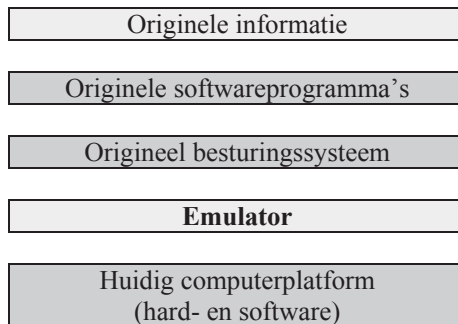 Originele informatie
Originele softwareprogramma’s
Origineel besturingssysteem
Emulator
Huidig computerplatform
(hard- en software)